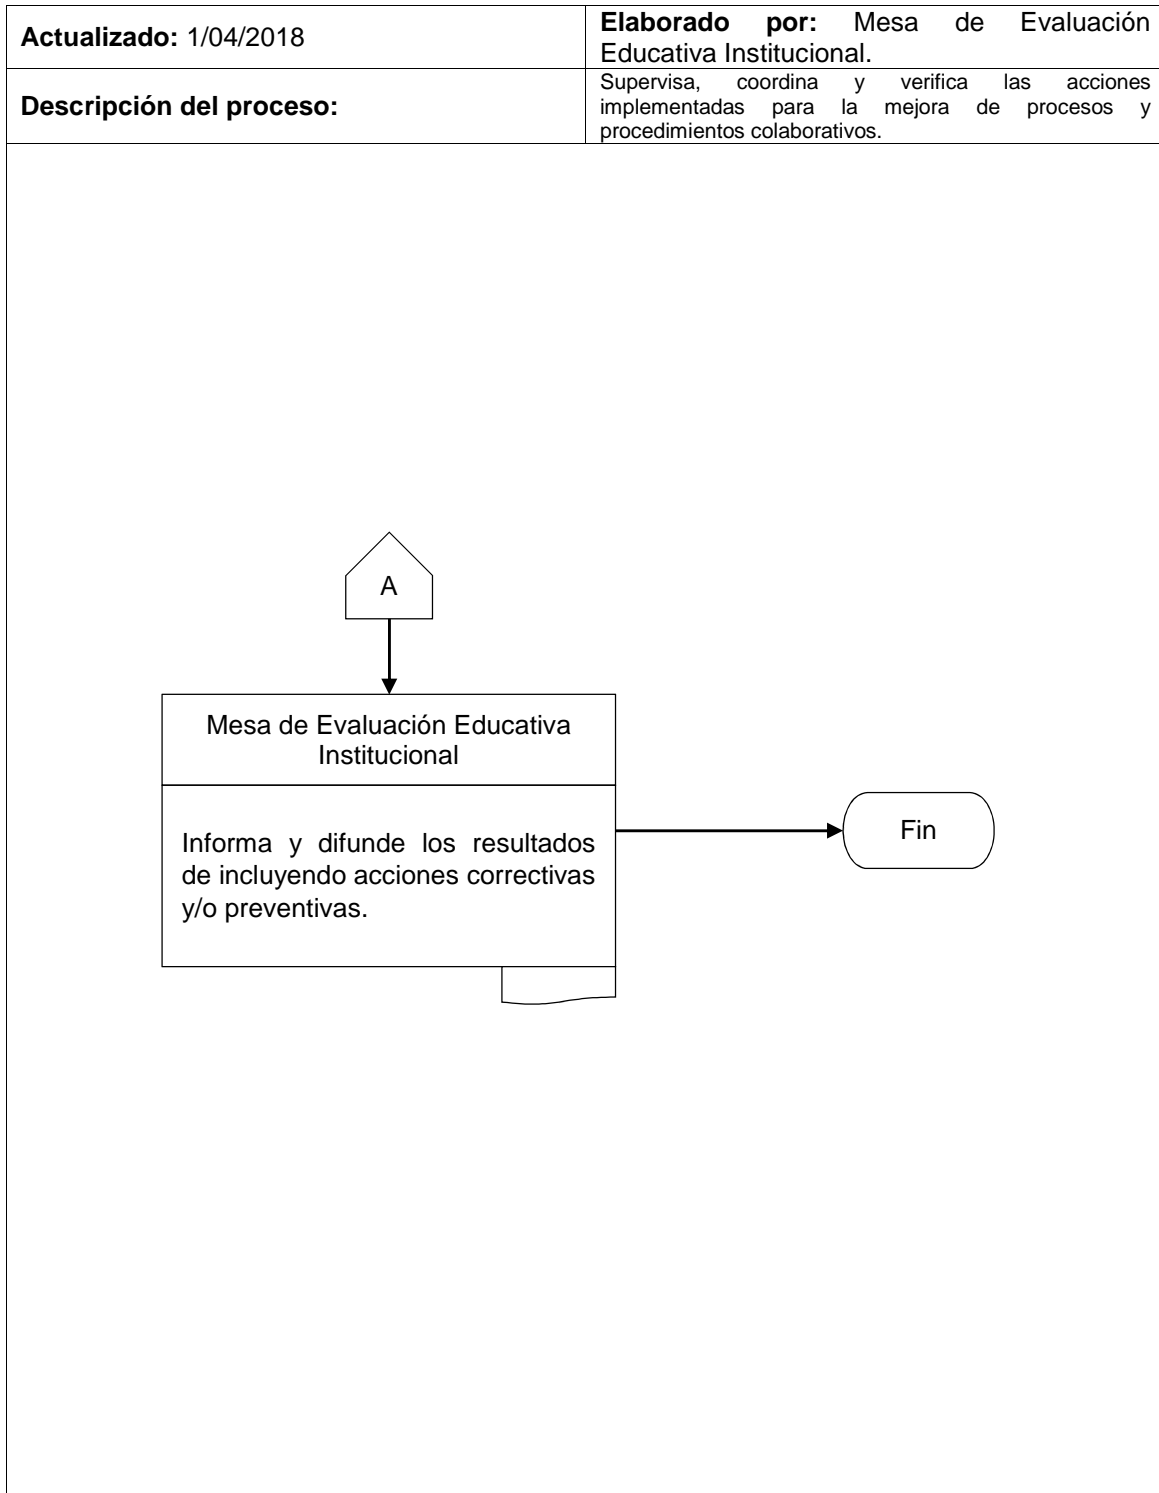 Actualizado: 1/04/2018
Elaborado por: Mesa de Evaluación
Educativa Institucional.
Descripción del proceso:
Supervisa, coordina y verifica las acciones
implementadas para la mejora de procesos y
procedimientos colaborativos.
A
Mesa de Evaluación Educativa
Institucional
Informa y difunde los resultados
de incluyendo acciones correctivas
y/o preventivas.
Fin